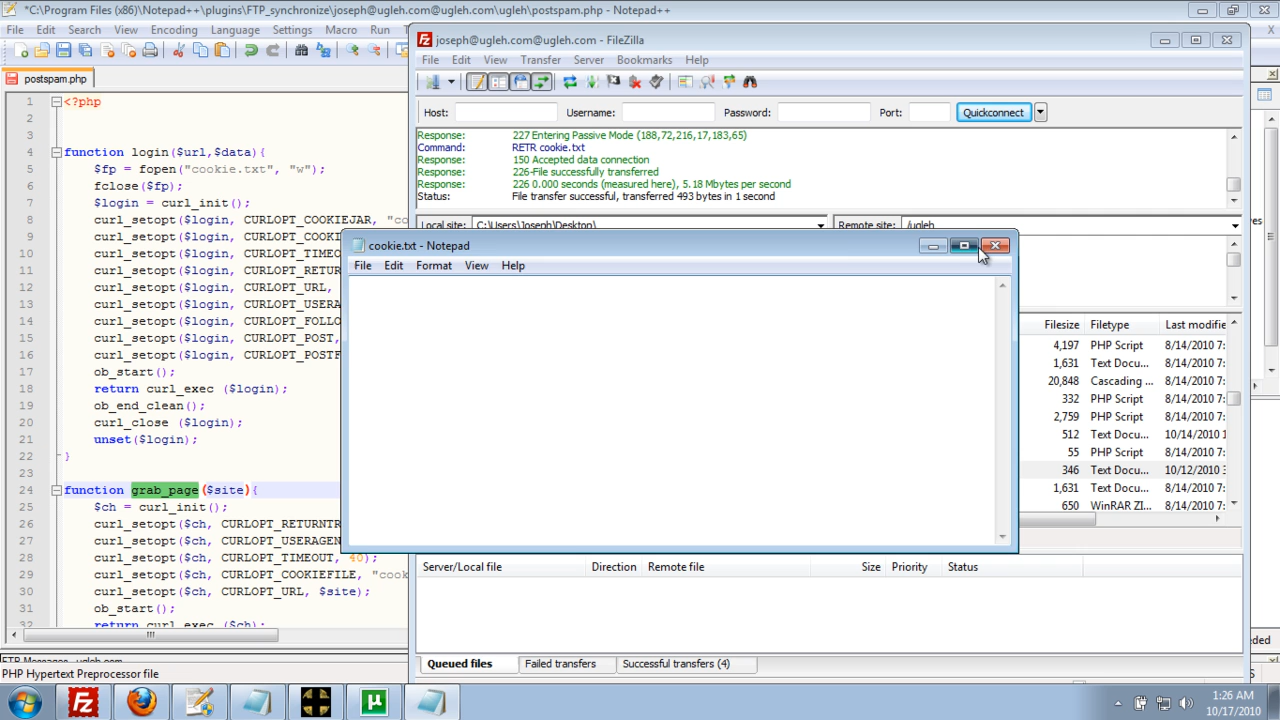 *C:\Program Files (x86)\Notepad++\plugins\FTP_synchronize\joseph@ugleh.com@ugleh.com\ugleh\postspam.php - Notepad++
File Edit Search View Encoding Language Settings Macro Run
postspam.php
1 <?php
2
3
4 function login($url,$data){
5 $fp = fopen("cookie.txt", "w");
6 fclose($fp);
7 $login = curl_init();
8 curl_setopt($login, CURLOPT_COOKIEJAR, "co
9 curl_setopt($login, CURLOPT_COOKI
10 curl_setopt($login, CURLOPT_TIMEO
11 curl_setopt($login, CURLOPT_RETUR
12 curl_setopt($login, CURLOPT_URL,
13 curl_setopt($login, CURLOPT_USERA
14 curl_setopt($login, CURLOPT_FOLLO
15 curl_setopt($login, CURLOPT_POST,
16 curl_setopt($login, CURLOPT_POSTF
17 ob_start();
18 return curl_exec ($login);
19 ob_end_clean();
20 curl_close ($login);
21 unset($login);
22 }
23
24 function grab_page($site){
25 $ch = curl_init();
26 curl_setopt($ch, CURLOPT_RETURNTR
27 curl_setopt($ch, CURLOPT_USERAGEN
28 curl_setopt($ch, CURLOPT_TIMEOUT, 40);
29 curl_setopt($ch, CURLOPT_COOKIEFILE, "cook
30 curl_setopt($ch, CURLOPT_URL, $site);
31 ob_start();
32 return curl_exec ($ch);
FTP Messages - ugleh.com
PHP Hypertext Preprocessor file
joseph@ugleh.com@ugleh.com - FileZilla
File Edit View Transfer Server Bookmarks Help
Host: Username: Password: Port: Quickconnect
Response: 227 Entering Passive Mode (188,72,216,17,183,65)
Command: RETR cookie.txt
Response: 150 Accepted data connection
Response: 226-File successfully transferred
Response: 226 0.000 seconds (measured here), 5.18 Mbytes per second
Status: File transfer successful, transferred 493 bytes in 1 second
Local site: C:\Users\Joseph\Desktop\ Remote site: /ugleh
cookie.txt - Notepad
File Edit Format View Help
Filesize Filetype Last modifie
4,197 PHP Script 8/14/2010 7:
1,631 Text Docu... 8/14/2010 7:
20,848 Cascading ... 8/14/2010 7:
332 PHP Script 8/14/2010 7:
2,759 PHP Script 8/14/2010 7:
512 Text Docu... 10/14/2010 1
55 PHP Script 8/14/2010 7:
346 Text Docu... 10/12/2010 3
1,631 Text Docu... 8/14/2010 7:
650 WinRAR ZI... 8/14/2010 7:
Server/Local file Direction Remote file Size Priority Status
Queued files Failed transfers Successful transfers (4)
1:26 AM
10/17/2010